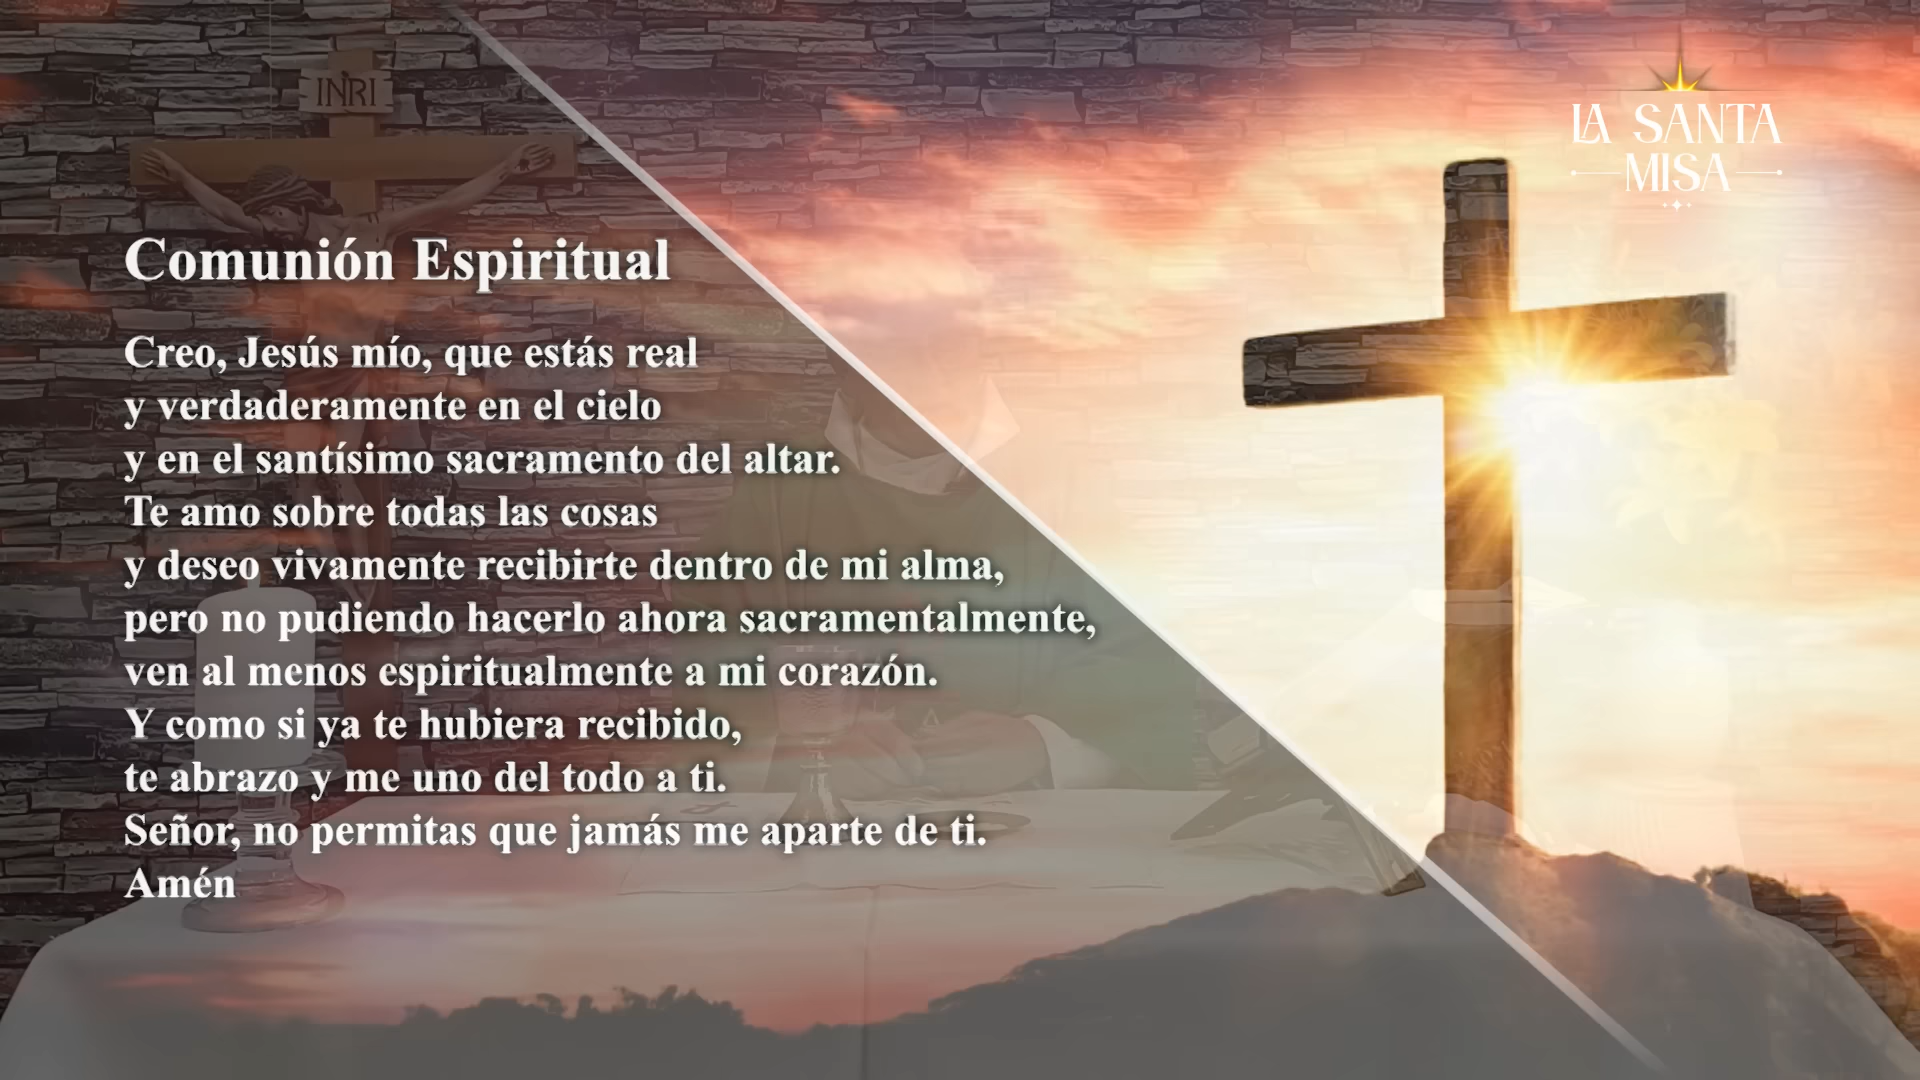 INRI
LA SANTA
MISA
Comunión Espiritual
Creo, Jesús mío, que estás real
y verdaderamente en el cielo
y en el santísimo sacramento del altar.
Te amo sobre todas las cosas
y deseo vivamente recibirte dentro de mi alma,
pero no pudiendo hacerlo ahora sacramentalmente,
ven al menos espiritualmente a mi corazón.
Y como si ya te hubiera recibido,
te abrazo y me uno del todo a ti.
Señor, no permitas que jamás me aparte de ti.
Amén